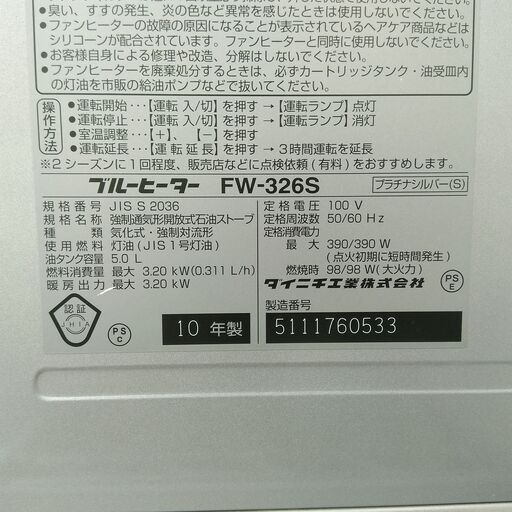 ●臭い、すすの発生、炎の色など異常を感じたときは使用しないでください。
●ファンヒーターの故障の原因になることが確認されているヘアケア商品などは
シリコーンが配合されています。ファンヒーターと同時に使用しないでください。
●お客様自身による修理や改造、分解はしないでください。
●ファンヒーターを廃棄処分するときは、必ずカートリッジタンク・油受皿内
の灯油を市販の給油ポンプなどで抜いてください。
操作方法
●運転開始…【運転 入/切】を押す →【運転ランプ】点灯
●運転停止…【運転 入/切】を押す →【運転ランプ】消灯
●室温調整…【+】、【-】を押す
●運転延長…【運転延長】を押す → 3時間運転を延長
※2シーズンに1回程度、販売店などに点検依頼(有料)をおすすめします。
ブルーヒーター FW-326S プラチナシルバー(S)
規格番号 JIS S 2036
規格名称 強制通気形開放式石油ストーブ
種類 気化式・強制対流形
使用燃料 灯油(JIS1号灯油)
油タンク容量 5.0 L
燃料消費量 最大 3.20 kW(0.311 L/h)
暖房出力 最大 3.20 kW
定格電圧 100 V
定格周波数 50/60 Hz
定格消費電力
最大 390/390 W
(点火初期に短時間発生)
燃焼時 98/98 W(大火力)
ダイニチ工業株式会社
PS E
認証
JHIA
PS C
10 年製
製造番号
5111760533